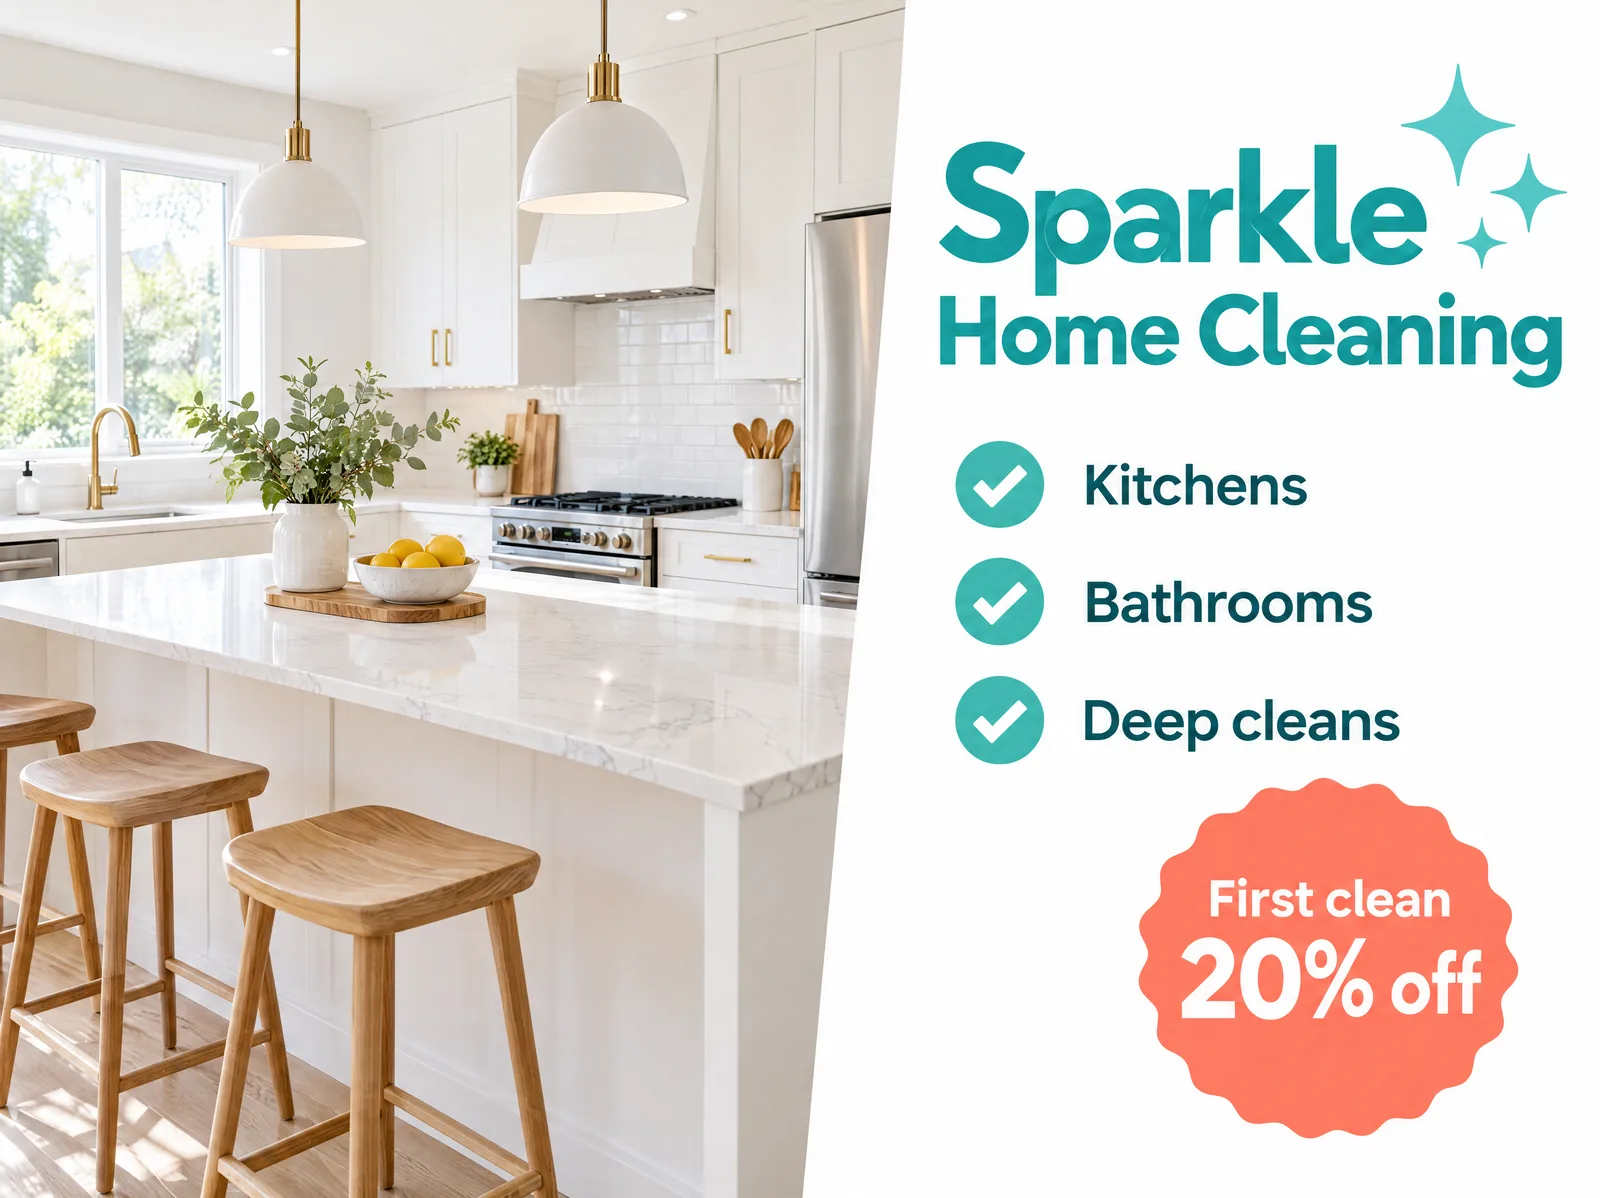 Sparkle
Home Cleaning
Kitchens
Bathrooms
Deep cleans
First clean
20% off